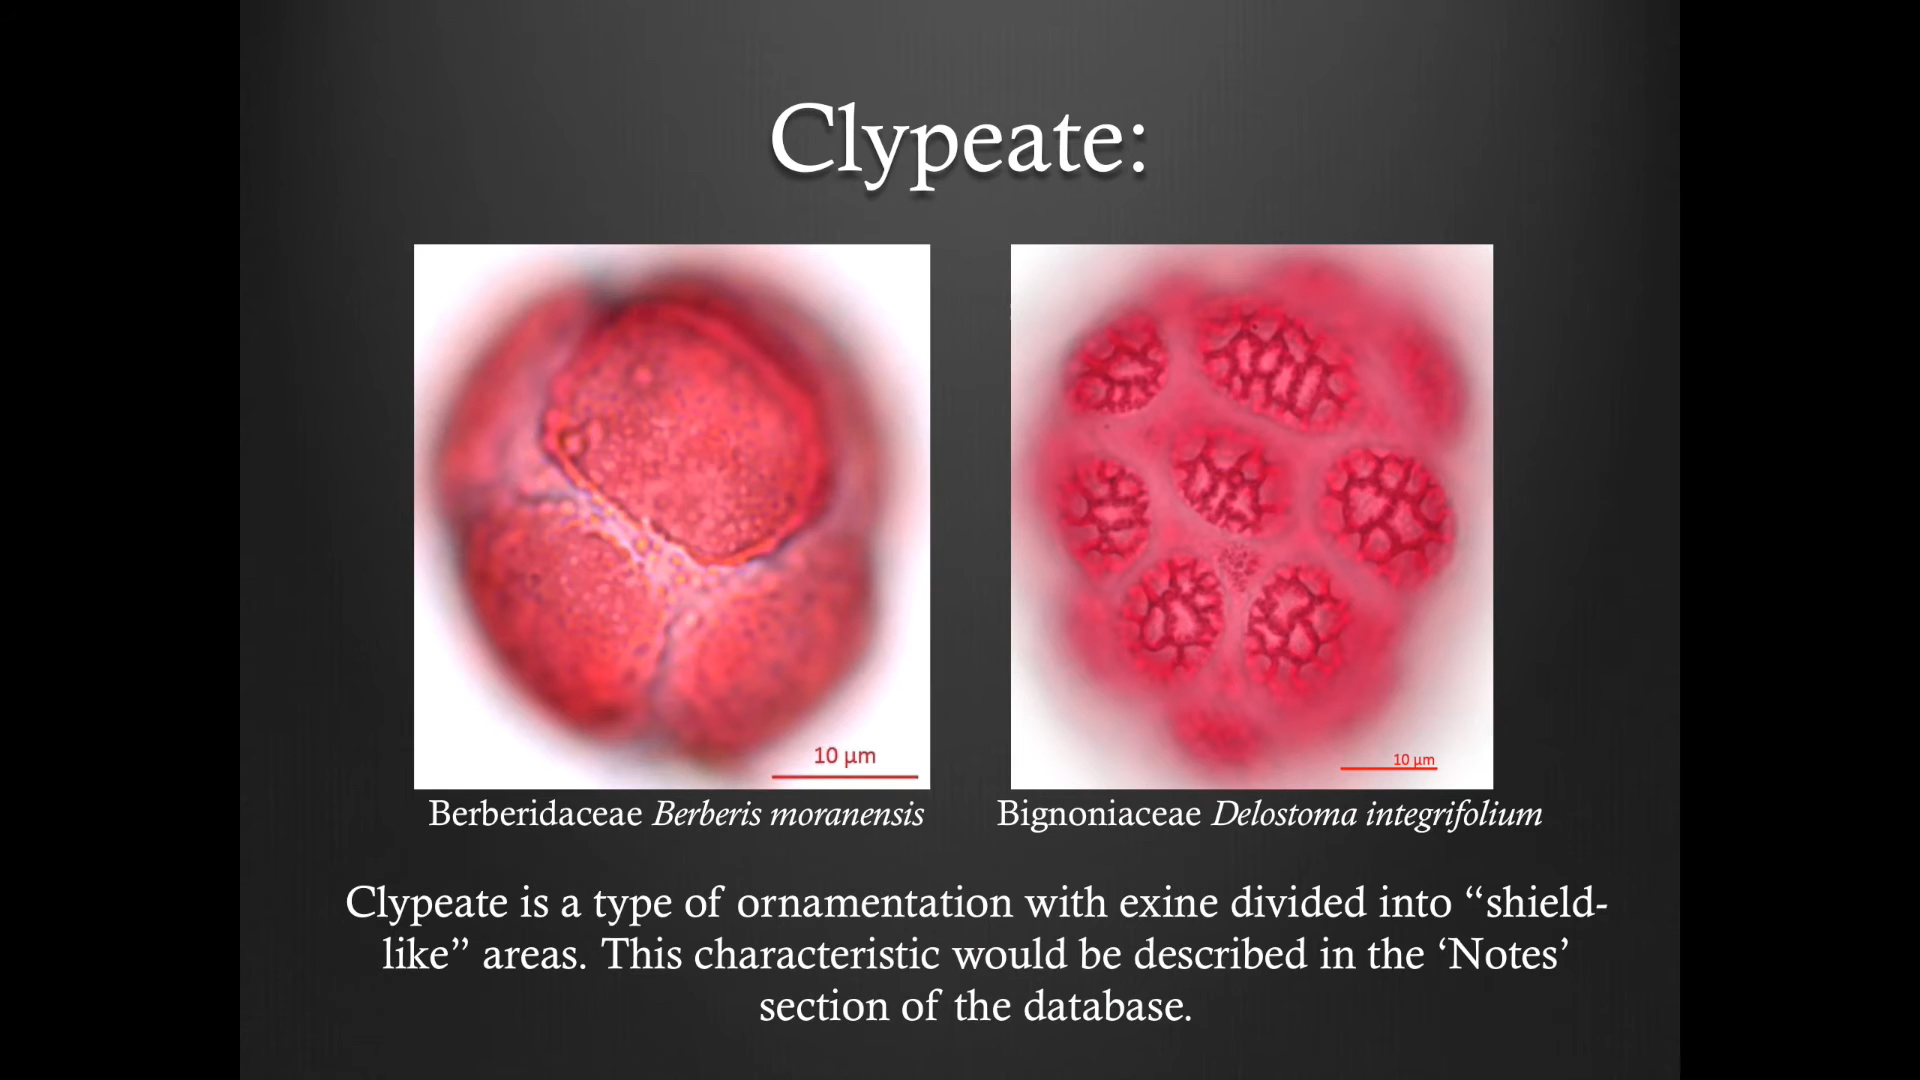 Clypeate:
10 µm
10 µm
Berberidaceae Berberis moranensis
Bignoniaceae Delostoma integrifolium
Clypeate is a type of ornamentation with exine divided into “shield-
like” areas. This characteristic would be described in the ‘Notes’
section of the database.